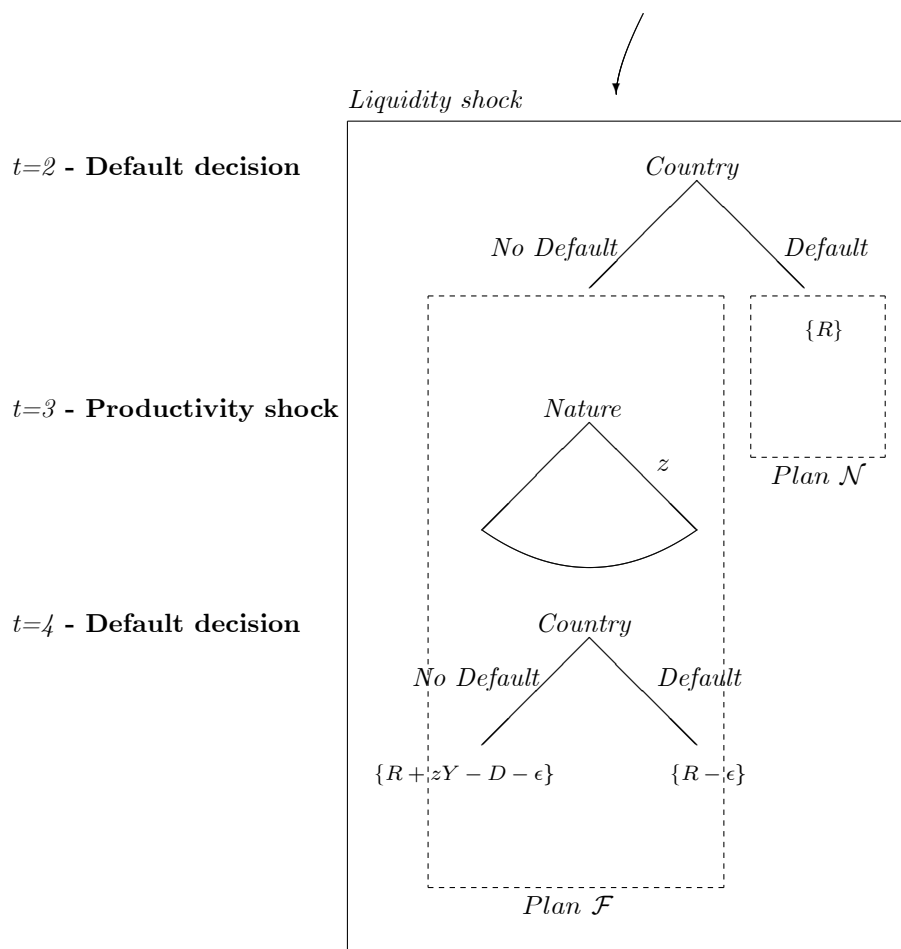 Liquidity shock
t=2 - Default decision
Country
No Default
Default
{R}
t=3 - Productivity shock
Nature
z
Plan 𝒩
t=4 - Default decision
Country
No Default
Default
{R + zY − D − ϵ}
{R − ϵ}
Plan ℱ